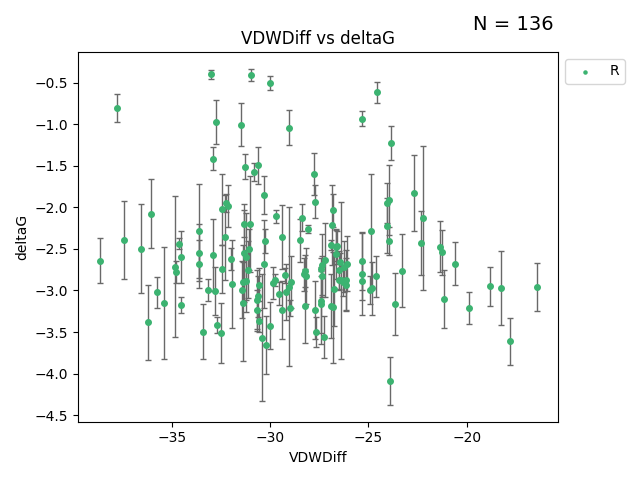 N = 136
VDWDiff vs deltaG
R
deltaG
−0.5
−1.0
−1.5
−2.0
−2.5
−3.0
−3.5
−4.0
−4.5
−35 −30 −25 −20
VDWDiff